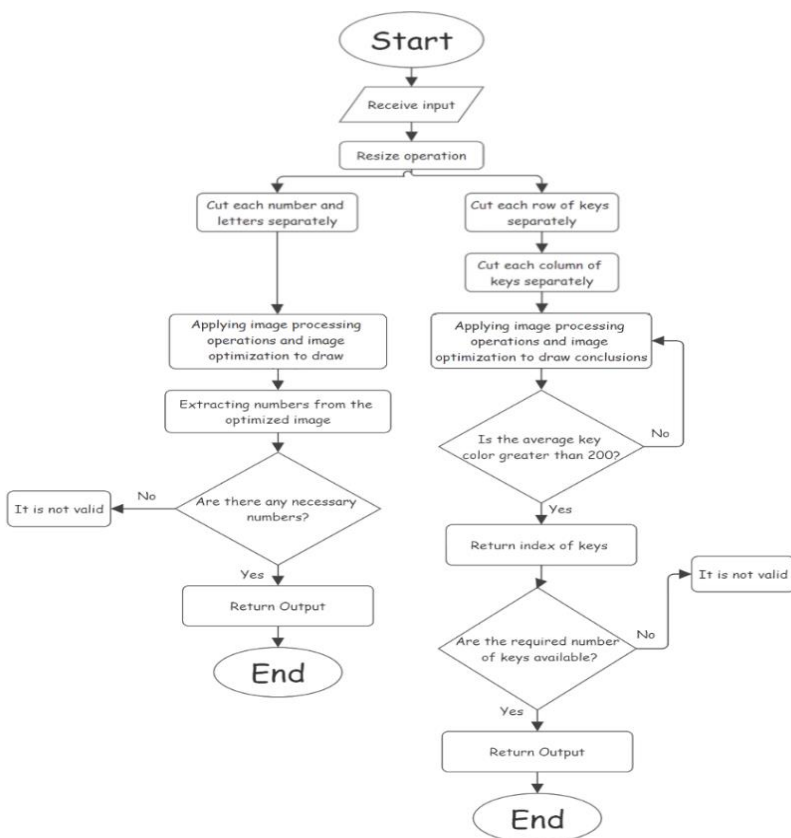 Start
Receive input
Resize operation
Cut each number and
letters separately
Cut each row of keys
separately
Cut each column of
keys separately
Applying image processing
operations and image
optimization to draw
Applying image processing
operations and image
optimization to draw conclusions
Extracting numbers from the
optimized image
Is the average key
color greater than 200?
No
Are there any necessary
numbers?
No
It is not valid
Yes
Yes
Return index of keys
It is not valid
Return Output
Are the required number
of keys available?
No
End
Yes
Return Output
End